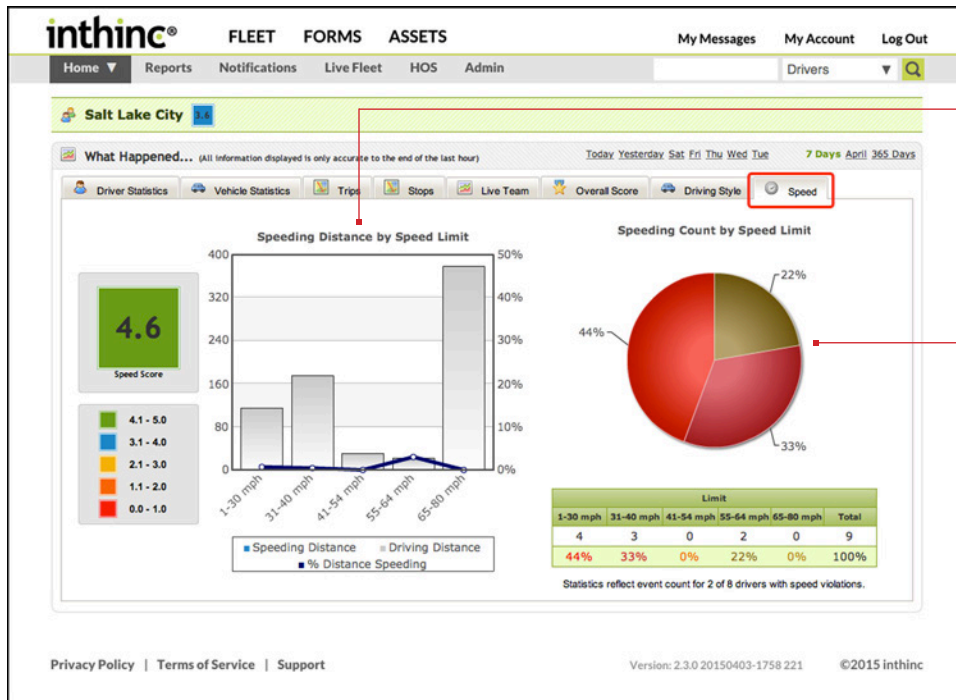 inthinc®
FLEET FORMS ASSETS
My Messages My Account Log Out
Home ▼ Reports Notifications Live Fleet HOS Admin
Drivers ▼
Salt Lake City 3.6
What Happened... (All information displayed is only accurate to the end of the last hour)
Today Yesterday Sat Fri Thu Wed Tue 7 Days April 365 Days
Driver Statistics Vehicle Statistics Trips Stops Live Team Overall Score Driving Style Speed
4.6
Speed Score
4.1 - 5.0
3.1 - 4.0
2.1 - 3.0
1.1 - 2.0
0.0 - 1.0
Speeding Distance by Speed Limit
400 50%
320 40%
240 30%
160 20%
80 10%
0 0%
1-30 mph 31-40 mph 41-54 mph 55-64 mph 65-80 mph
Speeding Distance Driving Distance
% Distance Speeding
Speeding Count by Speed Limit
22%
44%
33%
Limit
1-30 mph 31-40 mph 41-54 mph 55-64 mph 65-80 mph Total
4 3 0 2 0 9
44% 33% 0% 22% 0% 100%
Statistics reflect event count for 2 of 8 drivers with speed violations.
Privacy Policy | Terms of Service | Support
Version: 2.3.0 20150403-1758 221 ©2015 inthinc